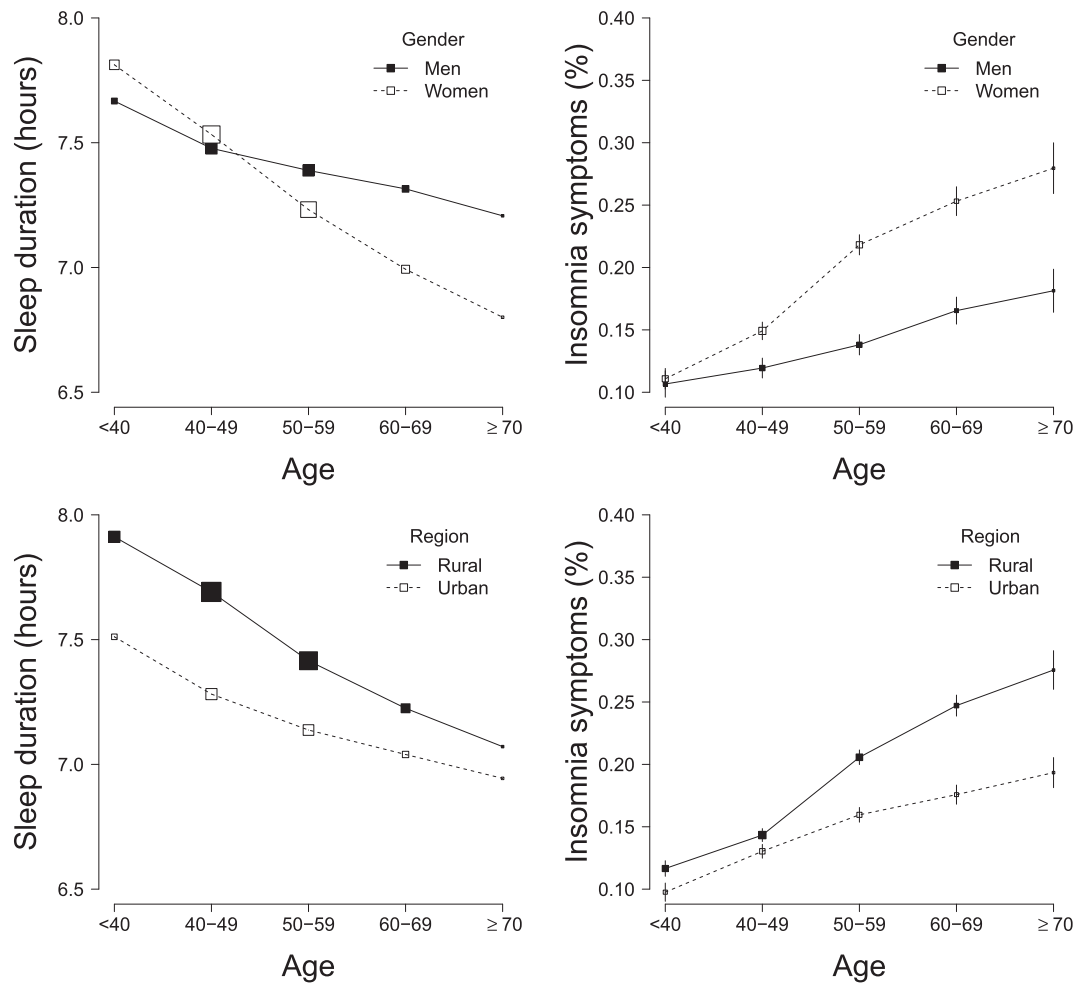 8.0
7.5
7.0
6.5
Sleep duration (hours)
Gender
Men
Women
<40
40−49
50−59
60−69
≥70
Age
0.40
0.35
0.30
0.25
0.20
0.15
0.10
Insomnia symptoms (%)
Gender
Men
Women
<40
40−49
50−59
60−69
≥70
Age
8.0
7.5
7.0
6.5
Sleep duration (hours)
Region
Rural
Urban
<40
40−49
50−59
60−69
≥70
Age
0.40
0.35
0.30
0.25
0.20
0.15
0.10
Insomnia symptoms (%)
Region
Rural
Urban
<40
40−49
50−59
60−69
≥70
Age